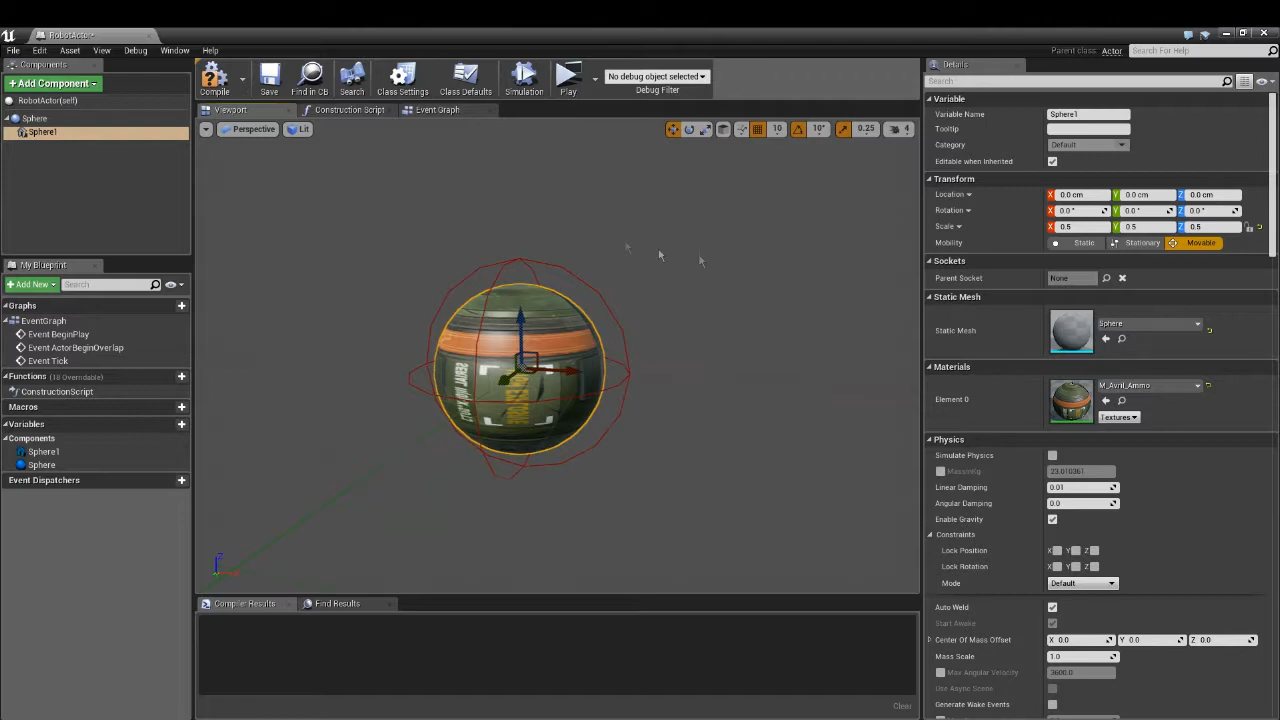 RobotActor*
File Edit Asset View Debug Window Help
Parent class: Actor Search For Help
Components
Add Component
RobotActor(self)
Sphere
Sphere1
Compile Save Find in CB Search Class Settings Class Defaults Simulation Play
No debug object selected
Debug Filter
Viewport Construction Script Event Graph
Perspective Lit
10 10° 0.25 4
My Blueprint
Add New Search
Graphs
EventGraph
Event BeginPlay
Event ActorBeginOverlap
Event Tick
Functions (18 Overridable)
ConstructionScript
Macros
Variables
Components
Sphere1
Sphere
Event Dispatchers
Compiler Results Find Results
Clear
Details
Search
Variable
Variable Name Sphere1
Tooltip
Category Default
Editable when Inherited
Transform
Location X 0.0 cm Y 0.0 cm Z 0.0 cm
Rotation X 0.0 ° Y 0.0 ° Z 0.0 °
Scale X 0.5 Y 0.5 Z 0.5
Mobility Static Stationary Movable
Sockets
Parent Socket None
Static Mesh
Static Mesh Sphere
Materials
Element 0 M_Avril_Ammo
Textures
Physics
Simulate Physics
MassInKg 23.010361
Linear Damping 0.01
Angular Damping 0.0
Enable Gravity
Constraints
Lock Position X Y Z
Lock Rotation X Y Z
Mode Default
Auto Weld
Start Awake
Center Of Mass Offset X 0.0 Y 0.0 Z 0.0
Mass Scale 1.0
Max Angular Velocity 3600.0
Use Async Scene
Generate Wake Events